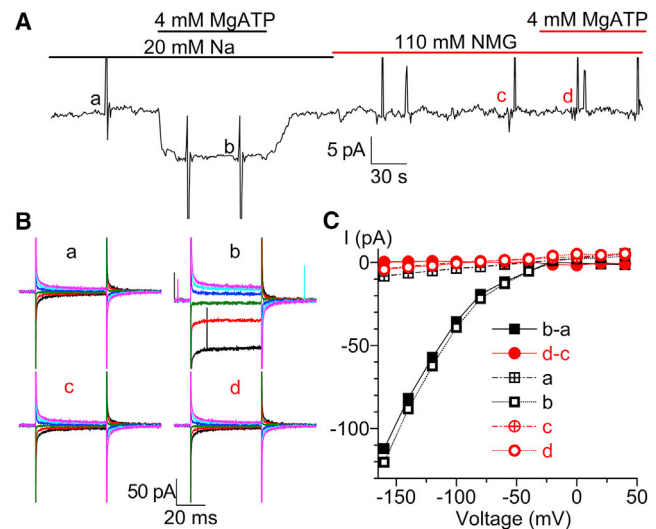 A
4 mM MgATP
4 mM MgATP
20 mM Na
110 mM NMG
a
b
c
d
5 pA
30 s
B
a
b
c
d
50 pA
20 ms
C
I (pA)
0
-50
-100
b-a
d-c
a
b
c
d
-150
-100
-50
0
50
Voltage (mV)